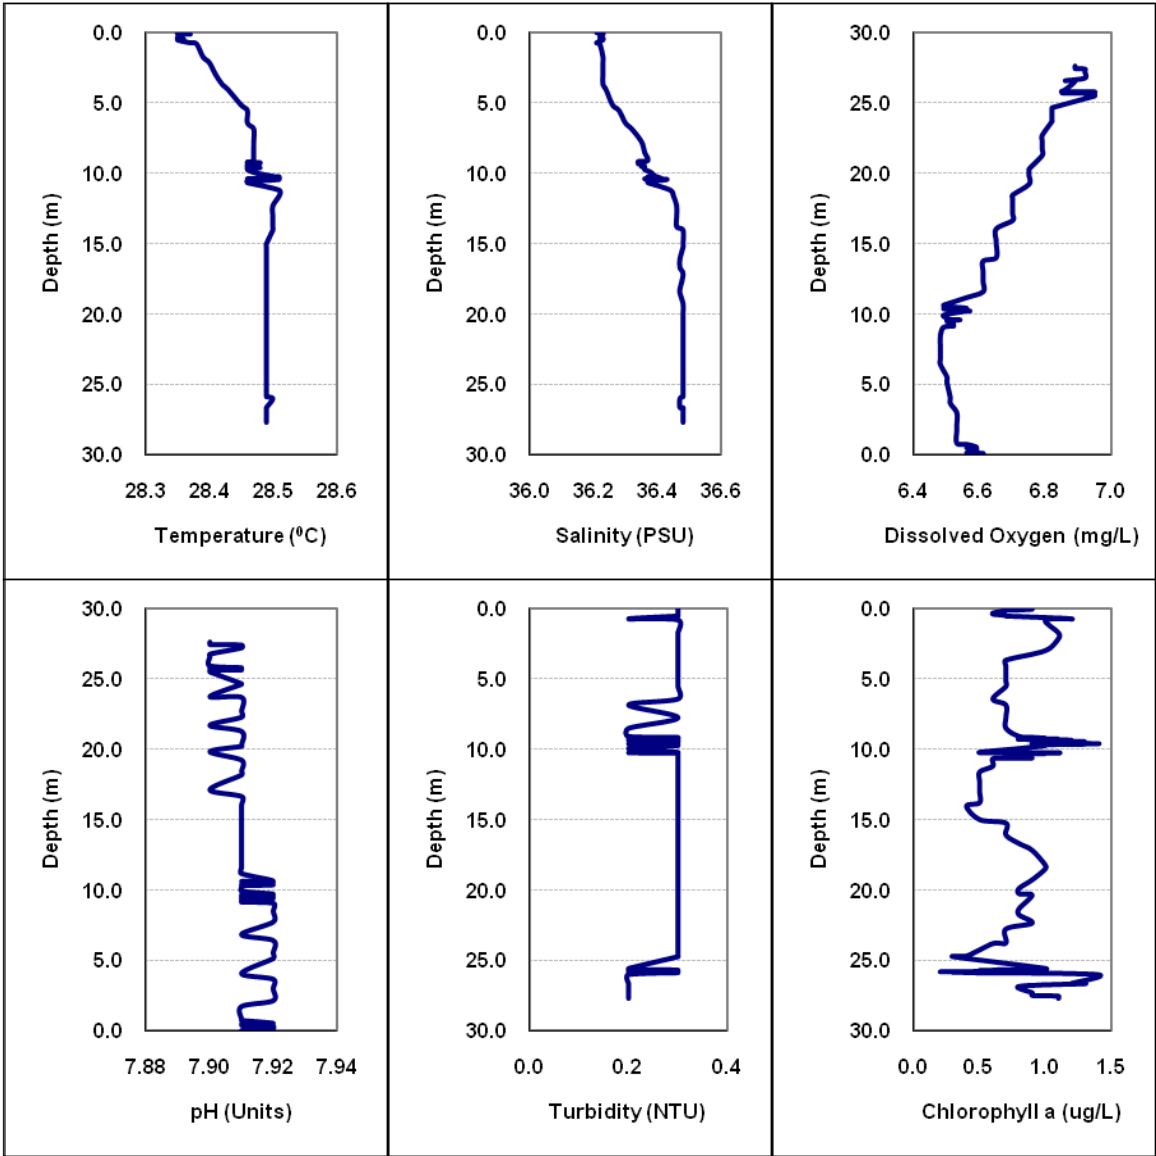 0.0
5.0
10.0
15.0
20.0
25.0
30.0
Depth (m)
28.3 28.4 28.5 28.6
Temperature (⁰C)
0.0
5.0
10.0
15.0
20.0
25.0
30.0
Depth (m)
36.0 36.2 36.4 36.6
Salinity (PSU)
30.0
25.0
20.0
15.0
10.0
5.0
0.0
Depth (m)
6.4 6.6 6.8 7.0
Dissolved Oxygen (mg/L)
30.0
25.0
20.0
15.0
10.0
5.0
0.0
Depth (m)
7.88 7.90 7.92 7.94
pH (Units)
0.0
5.0
10.0
15.0
20.0
25.0
30.0
Depth (m)
0.0 0.2 0.4
Turbidity (NTU)
0.0
5.0
10.0
15.0
20.0
25.0
30.0
Depth (m)
0.0 0.5 1.0 1.5
Chlorophyll a (ug/L)